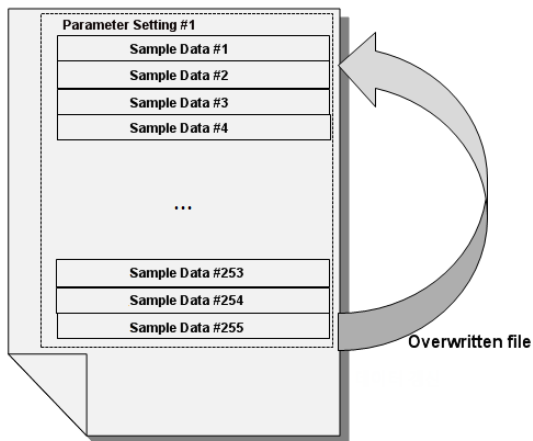 Parameter Setting #1
Sample Data #1
Sample Data #2
Sample Data #3
Sample Data #4
...
Sample Data #253
Sample Data #254
Sample Data #255
Overwritten file